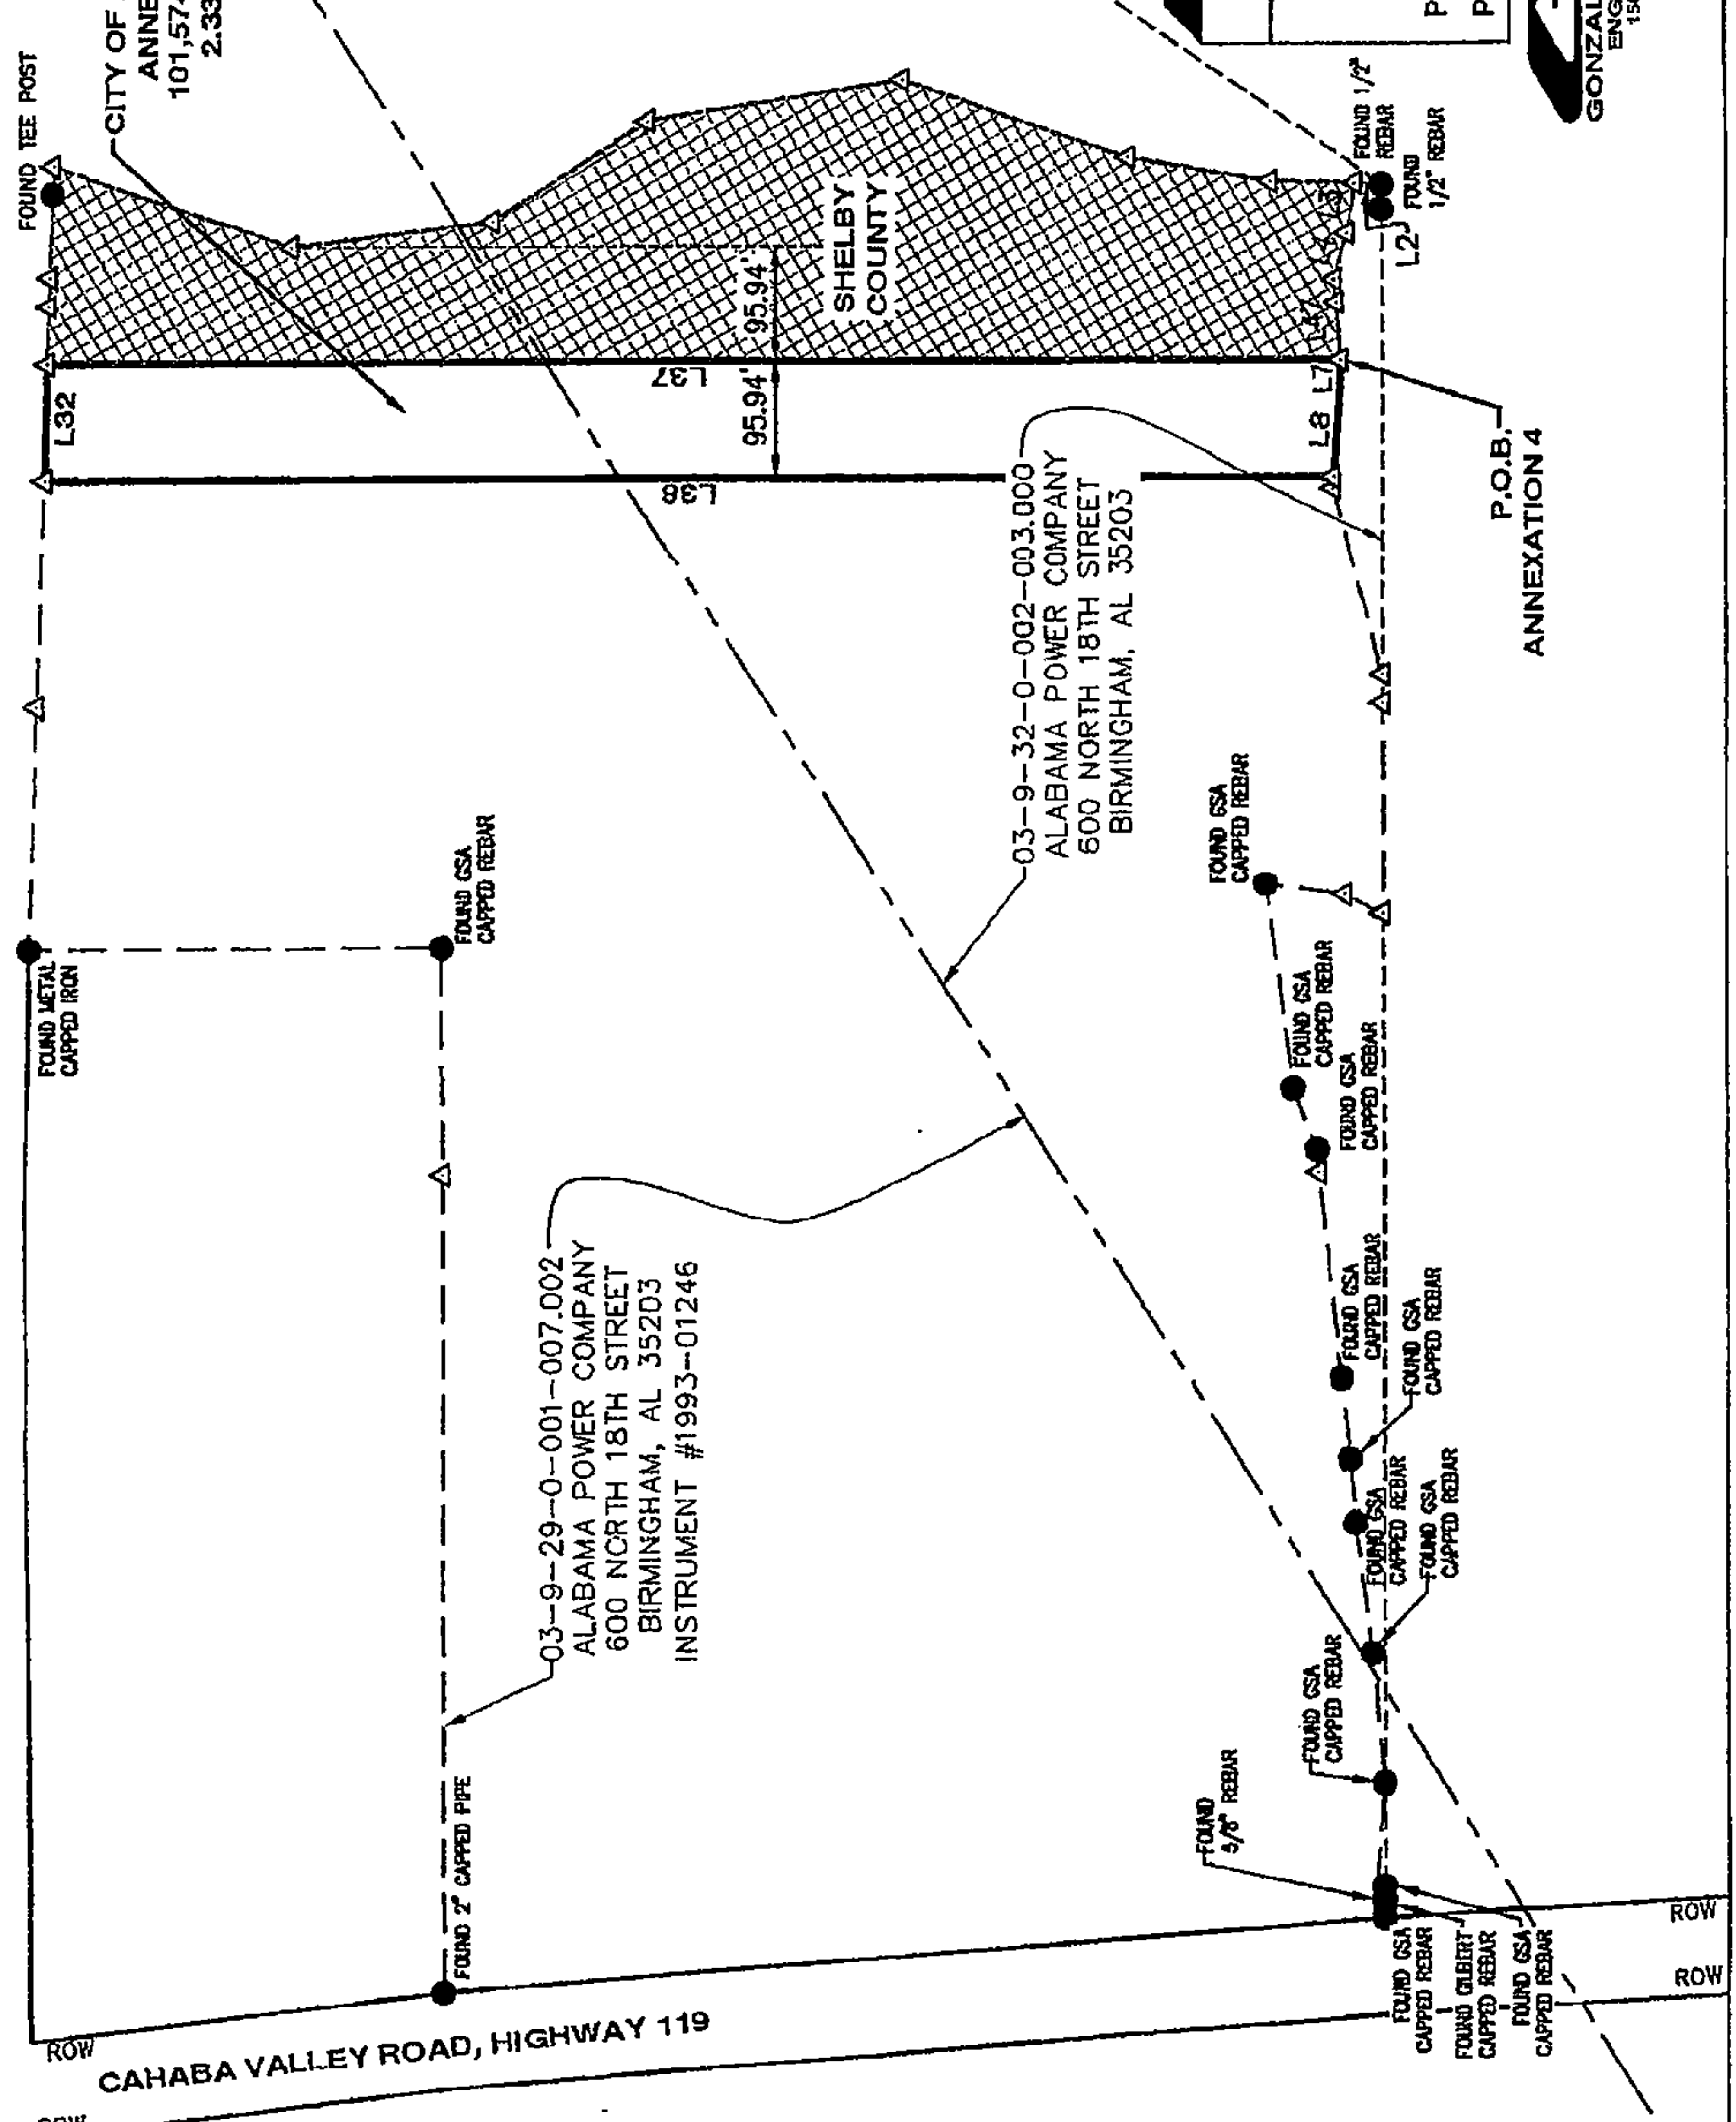 FOUND TEE POST
CITY OF
ANNE
101,574
2.33
L32
L37
L38
95.94'
95.94'
SHELBY
COUNTY
L8
L7
L2
FOUND 1/2"
REBAR
FOUND
1/2" REBAR
P.O.B.
ANNEXATION 4
P
P
GONZAL
ENG
FOUND METAL
CAPPED IRON
FOUND GSA
CAPPED REBAR
03-9-32-0-002-003.000
ALABAMA POWER COMPANY
600 NORTH 18TH STREET
BIRMINGHAM, AL 35203
03-9-29-0-001-007.002
ALABAMA POWER COMPANY
600 NORTH 18TH STREET
BIRMINGHAM, AL 35203
INSTRUMENT #1993-01246
FOUND GSA
CAPPED REBAR
FOUND GSA
CAPPED REBAR
FOUND GSA
CAPPED REBAR
FOUND GSA
CAPPED REBAR
FOUND GSA
CAPPED REBAR
FOUND GSA
CAPPED REBAR
FOUND GSA
CAPPED REBAR
FOUND GSA
CAPPED REBAR
FOUND
5/8" REBAR
FOUND 2" CAPPED PIPE
FOUND GSA
CAPPED REBAR
FOUND GILBERT
CAPPED REBAR
FOUND GSA
CAPPED REBAR
ROW
ROW
ROW
CAHABA VALLEY ROAD, HIGHWAY 119